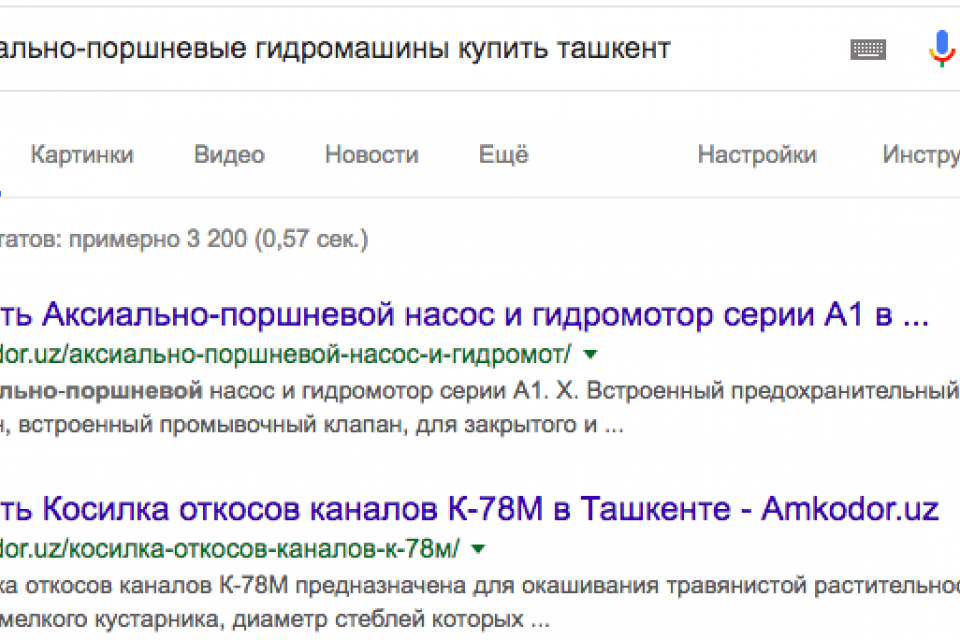 ально-поршневые гидромашины купить ташкент
Картинки Видео Новости Ещё Настройки Инстру
татов: примерно 3 200 (0,57 сек.)
ть Аксиально-поршневой насос и гидромотор серии А1 в ...
dor.uz/аксиально-поршневой-насос-и-гидромот/
льно-поршневой насос и гидромотор серии А1. Х. Встроенный предохранительный
н, встроенный промывочный клапан, для закрытого и ...
ть Косилка откосов каналов К-78М в Ташкенте - Amkodor.uz
dor.uz/косилка-откосов-каналов-к-78м/
ка откосов каналов К-78М предназначена для окашивания травянистой растительнос
мелкого кустарника, диаметр стеблей которых ...